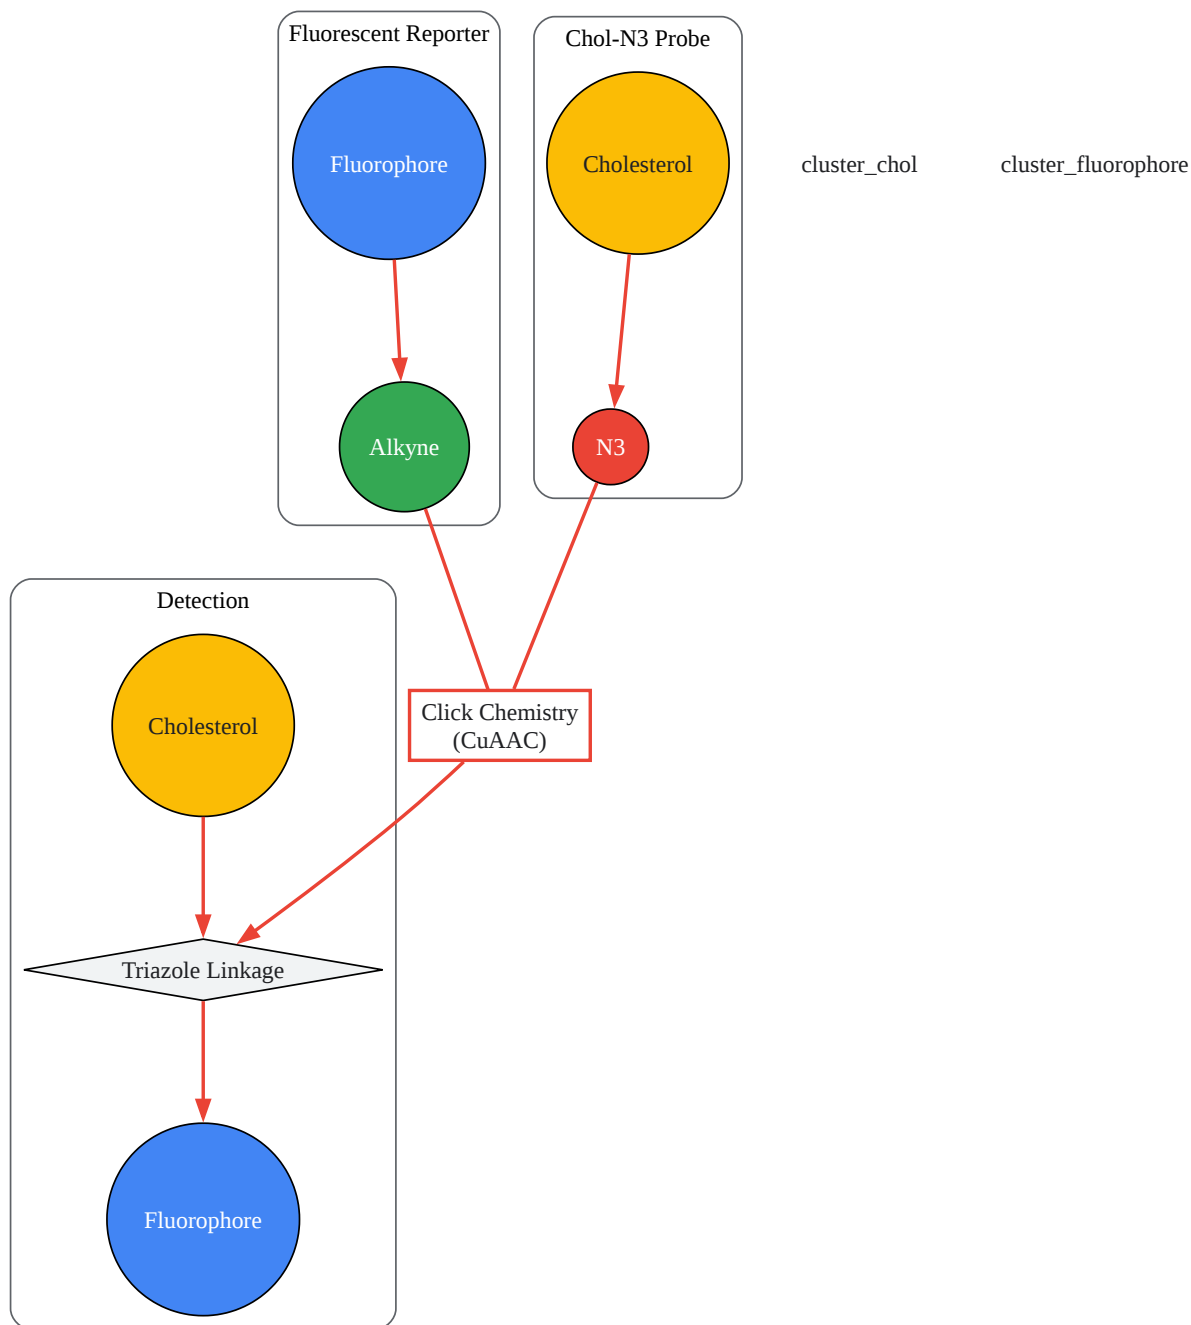 Fluorescent Reporter
Chol-N3 Probe
Fluorophore
Cholesterol
cluster_chol
cluster_fluorophore
Alkyne
N3
Detection
Cholesterol
Click Chemistry
(CuAAC)
Triazole Linkage
Fluorophore